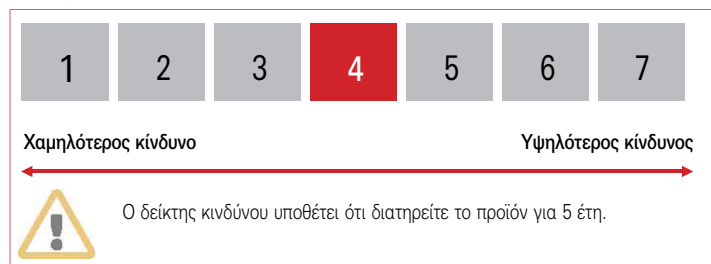 1 2 3 4 5 6 7
Χαμηλότερος κίνδυνο Υψηλότερος κίνδυνος
Ο δείκτης κινδύνου υποθέτει ότι διατηρείτε το προϊόν για 5 έτη.